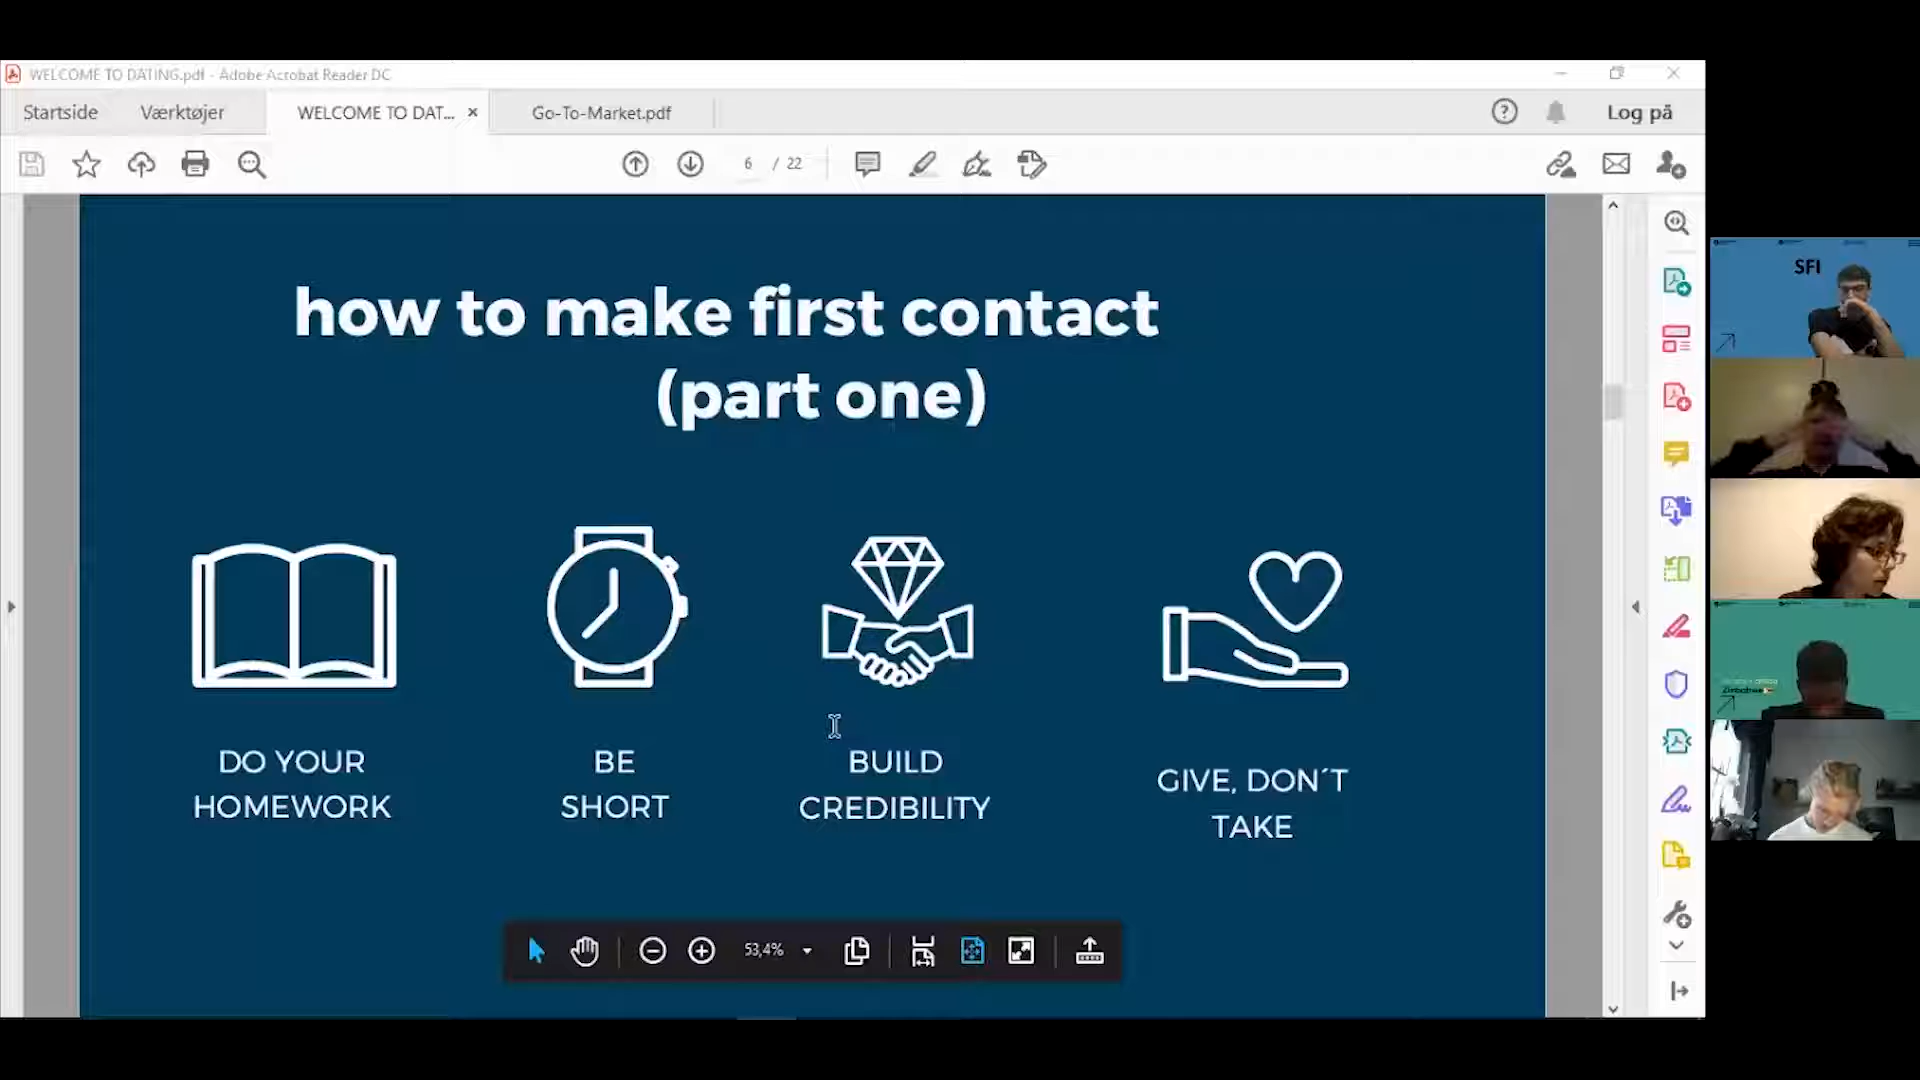 WELCOME TO DATING.pdf - Adobe Acrobat Reader DC
Startside Værktøjer WELCOME TO DAT... × Go-To-Market.pdf Log på
6 / 22
how to make first contact
(part one)
DO YOUR
HOMEWORK
BE
SHORT
BUILD
CREDIBILITY
GIVE, DON´T
TAKE
53,4%
SFI
Zimbabwe